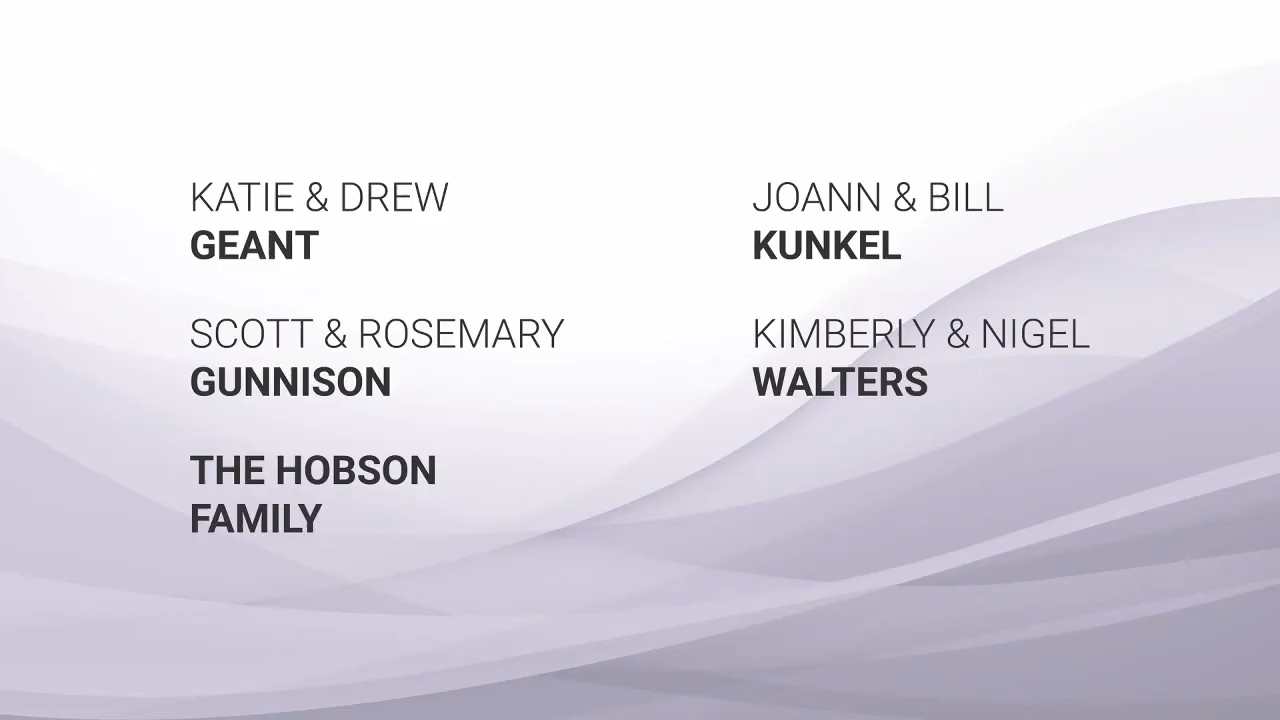 KATIE & DREW
GEANT
SCOTT & ROSEMARY
GUNNISON
THE HOBSON
FAMILY
JOANN & BILL
KUNKEL
KIMBERLY & NIGEL
WALTERS